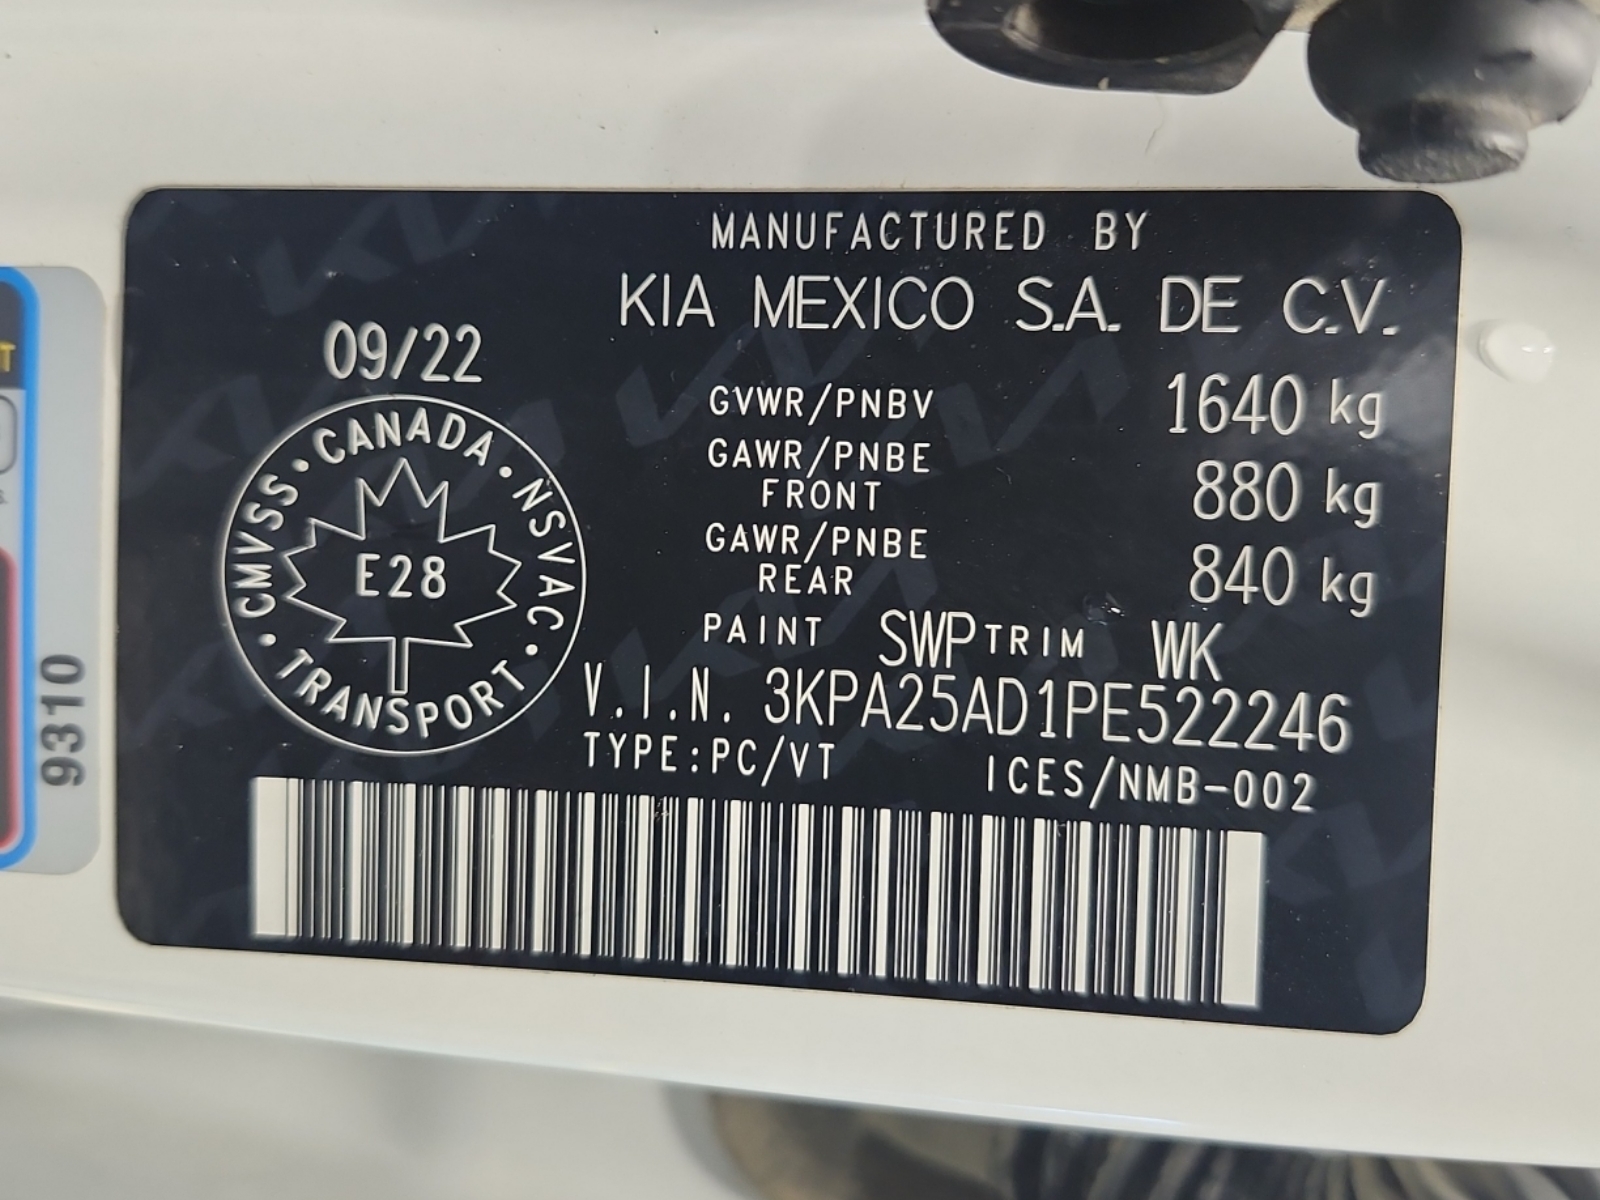 MANUFACTURED BY
KIA MEXICO S.A. DE C.V.
09/22
GVWR/PNBV 1640 kg
GAWR/PNBE
FRONT 880 kg
GAWR/PNBE
REAR 840 kg
PAINT SWP TRIM WK
V.I.N. 3KPA25AD1PE522246
TYPE:PC/VT ICES/NMB-002
CANADA • NSVAC • TRANSPORT • CMVSS •
E28
9310